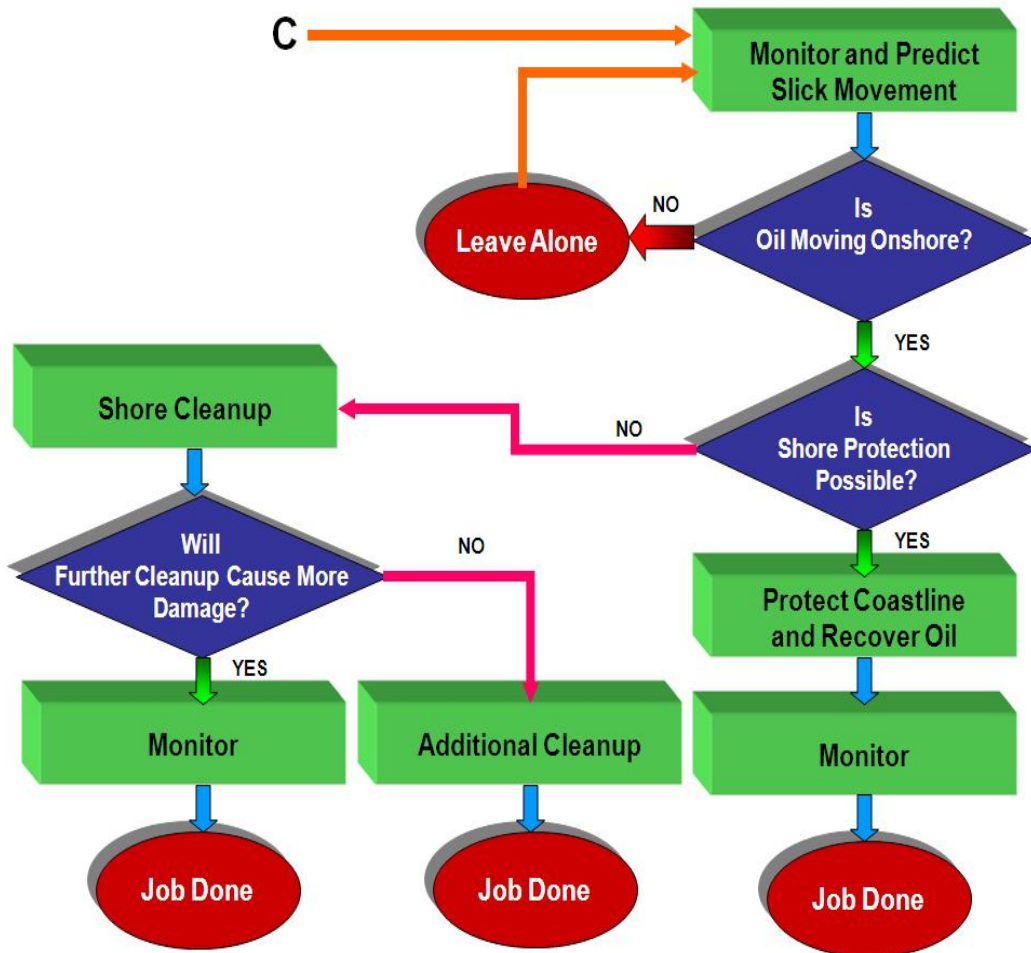 C
Monitor and Predict
Slick Movement
Is
Oil Moving Onshore?
NO
Leave Alone
YES
Is
Shore Protection
Possible?
NO
Shore Cleanup
YES
Will
Further Cleanup Cause More
Damage?
NO
Protect Coastline
and Recover Oil
YES
Monitor
Additional Cleanup
Monitor
Job Done
Job Done
Job Done